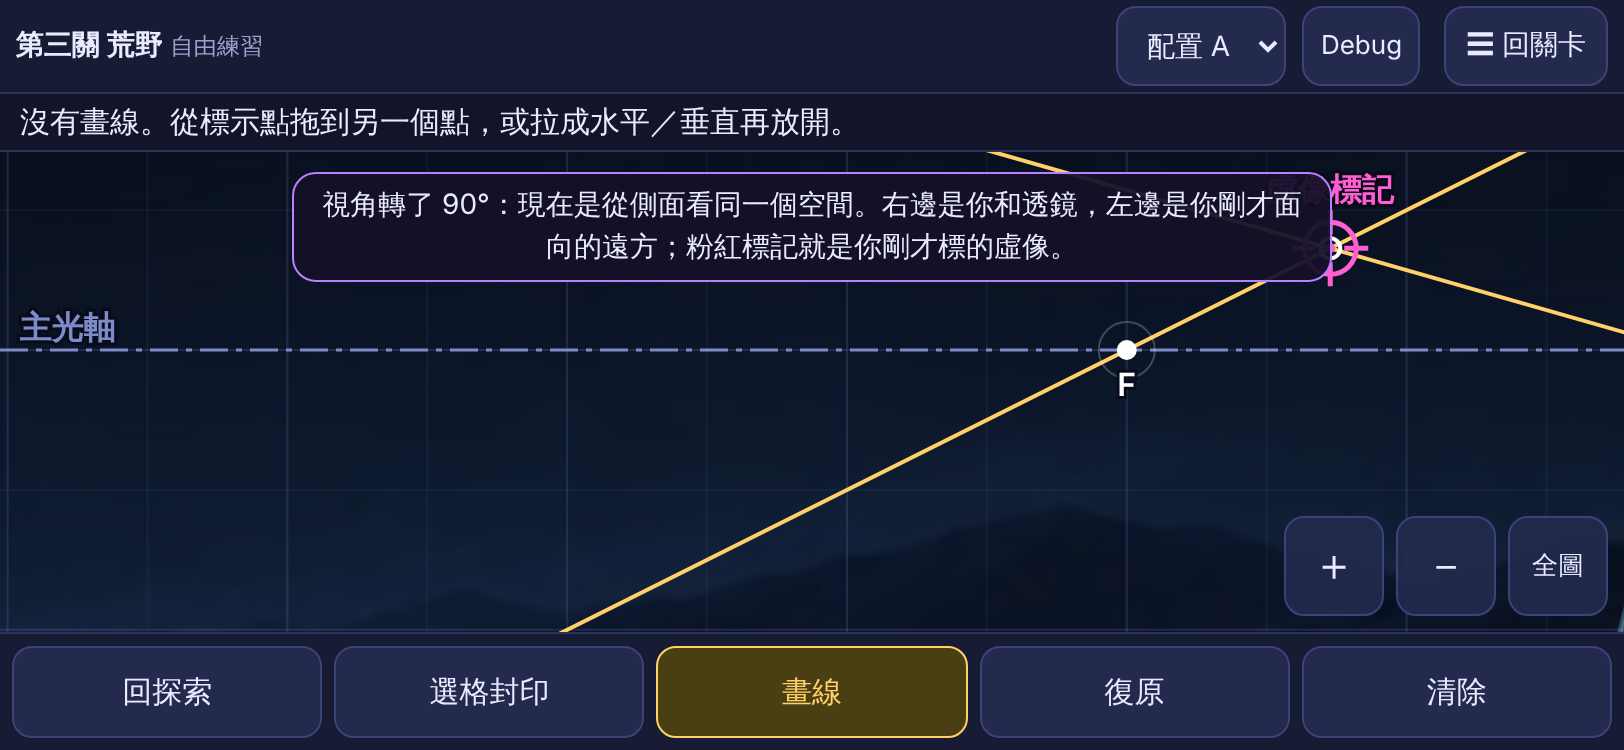 第三關 荒野 自由練習
配置 A
Debug
☰ 回關卡
沒有畫線。從標示點拖到另一個點，或拉成水平／垂直再放開。
虛像標記
視角轉了 90°：現在是從側面看同一個空間。右邊是你和透鏡，左邊是你剛才面
向的遠方；粉紅標記就是你剛才標的虛像。
主光軸
F
+
−
全圖
回探索
選格封印
畫線
復原
清除